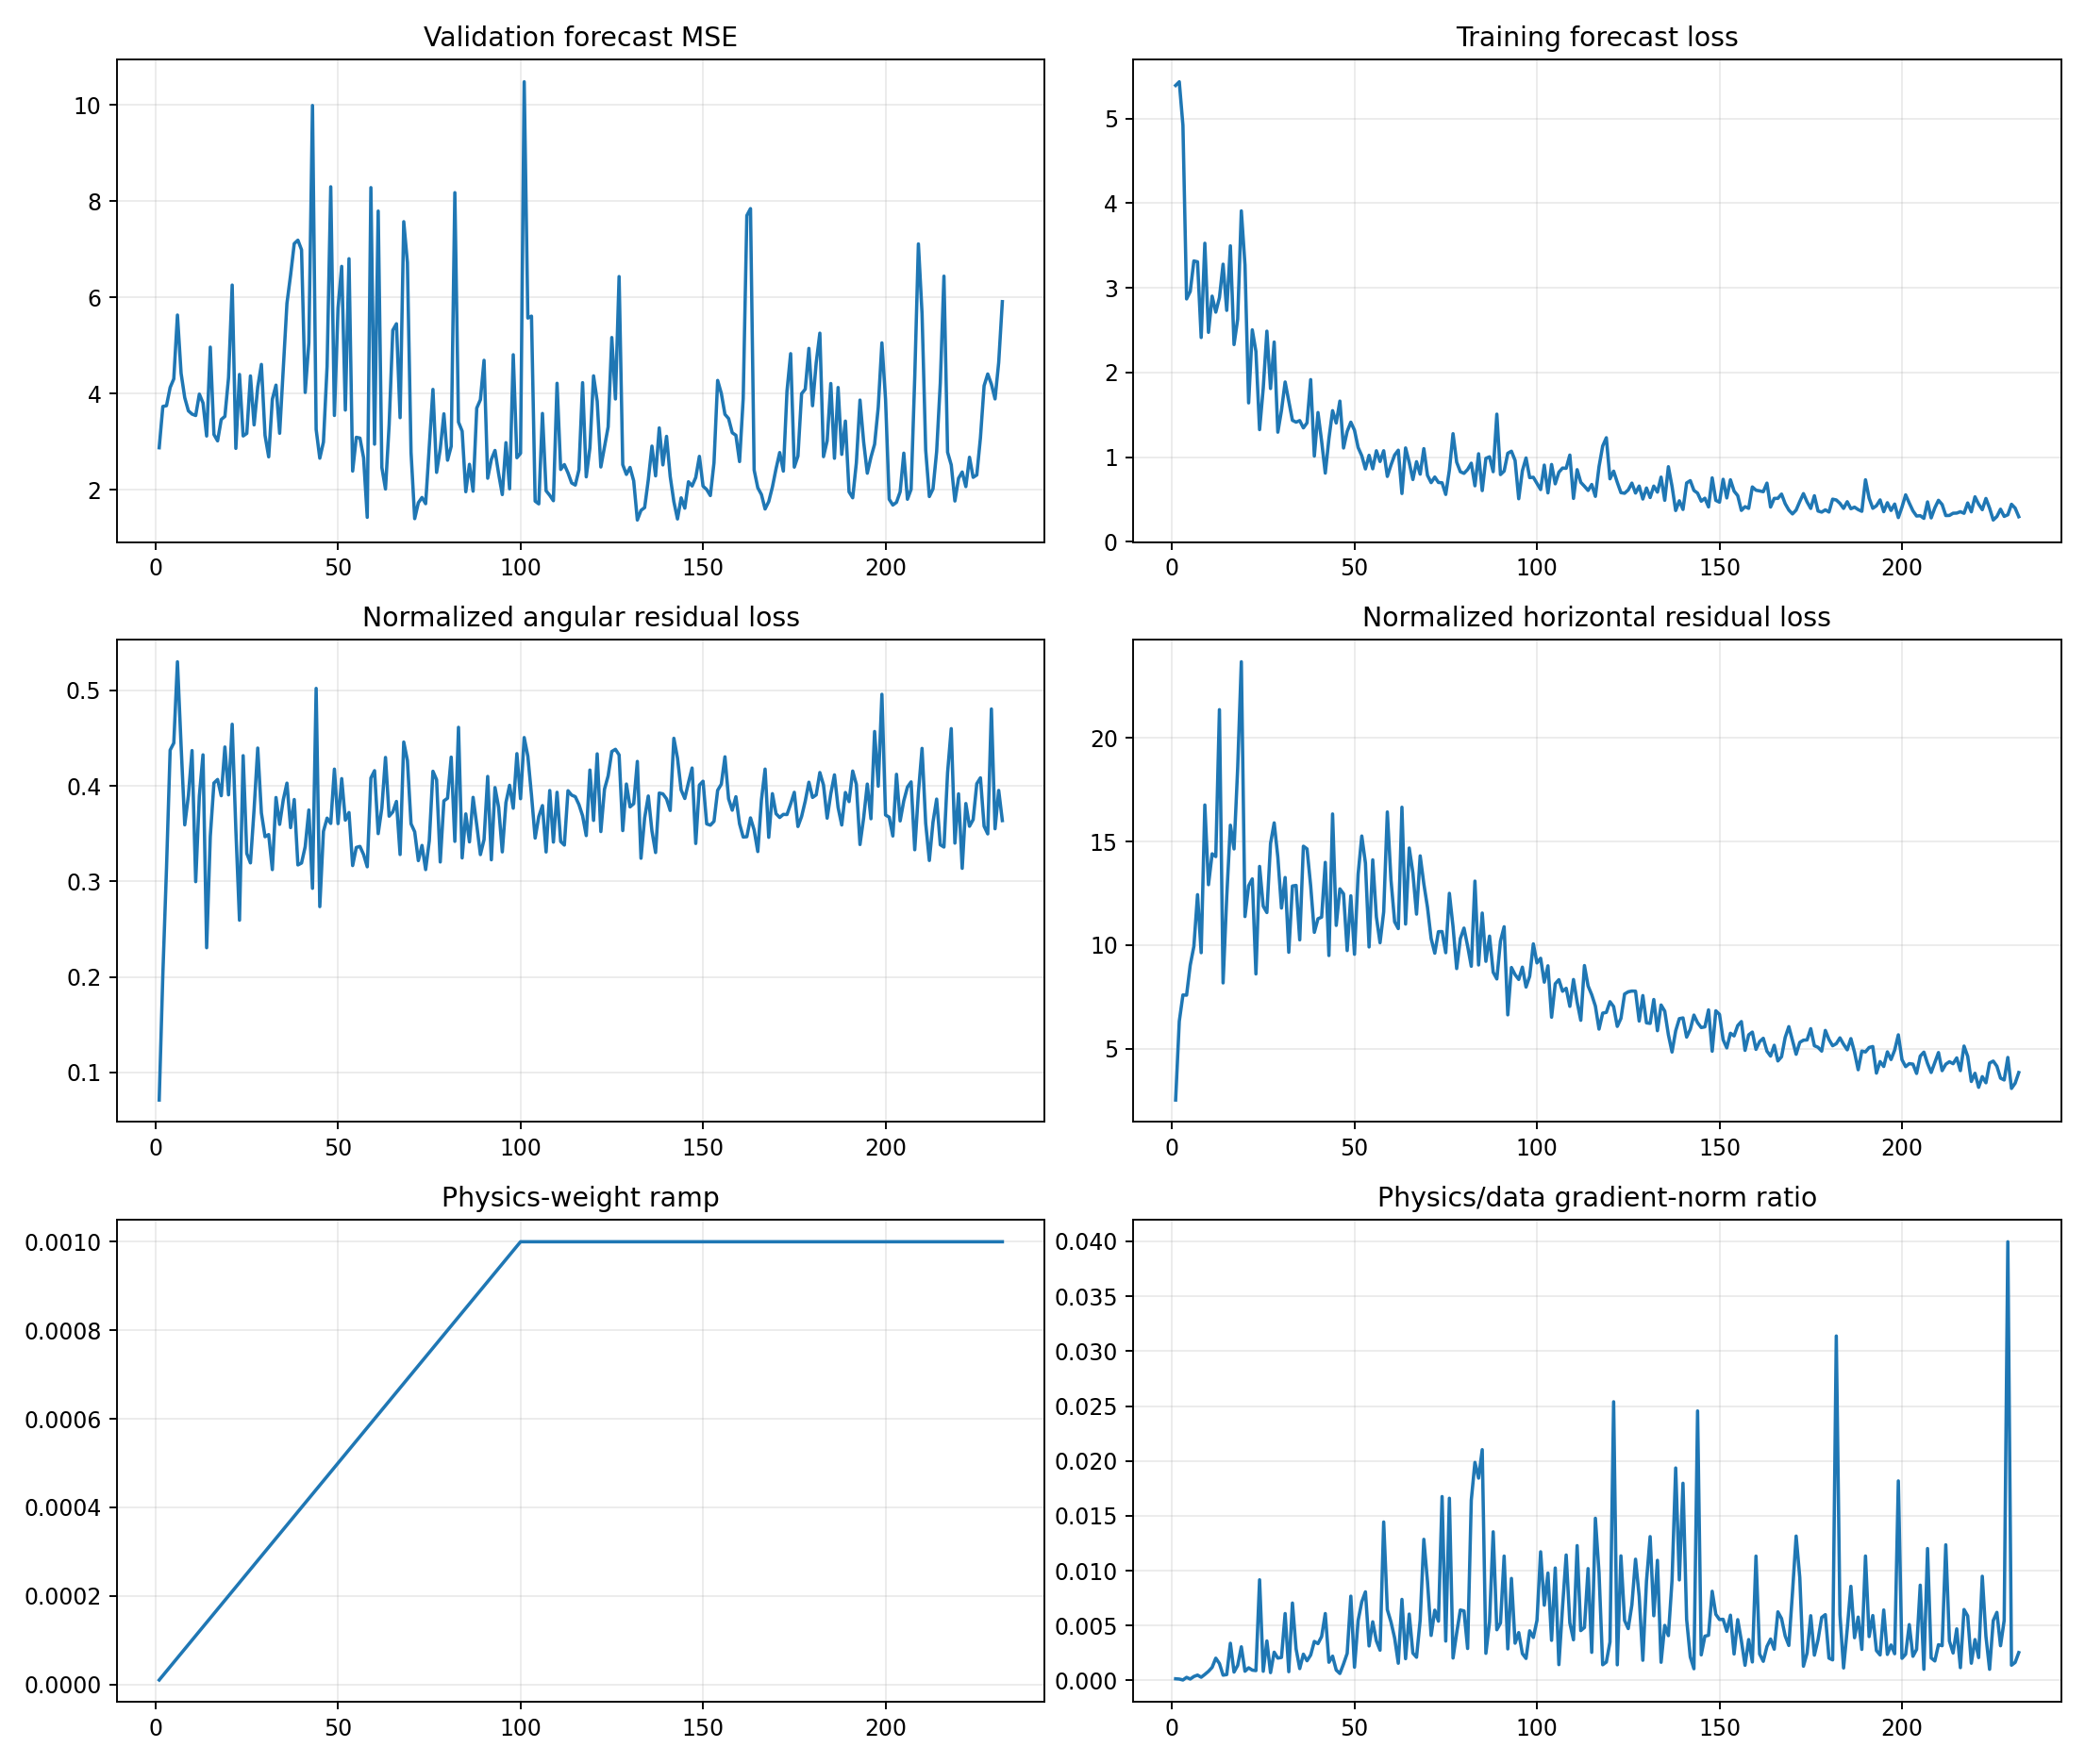 Validation forecast MSE
10
8
6
4
2
0 50 100 150 200
Training forecast loss
5
4
3
2
1
0
0 50 100 150 200
Normalized angular residual loss
0.5
0.4
0.3
0.2
0.1
0 50 100 150 200
Normalized horizontal residual loss
20
15
10
5
0 50 100 150 200
Physics-weight ramp
0.0010
0.0008
0.0006
0.0004
0.0002
0.0000
0 50 100 150 200
Physics/data gradient-norm ratio
0.040
0.035
0.030
0.025
0.020
0.015
0.010
0.005
0.000
0 50 100 150 200